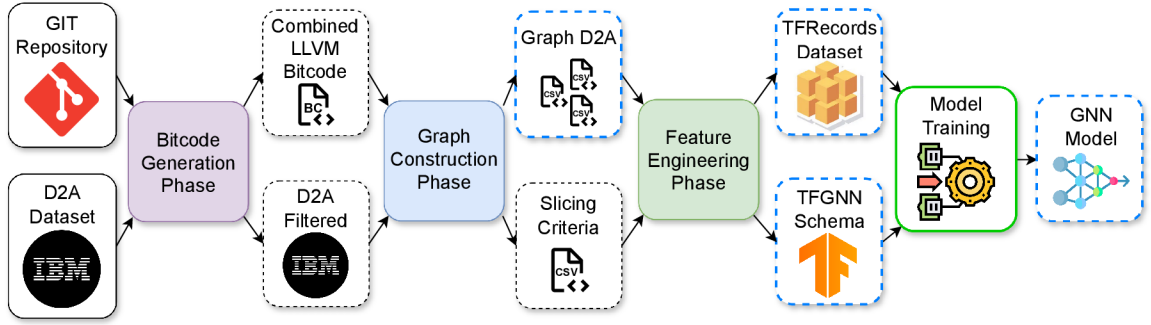 GIT
Repository
D2A
Dataset
IBM
Bitcode
Generation
Phase
Combined
LLVM
Bitcode
BC
D2A
Filtered
IBM
Graph
Construction
Phase
Graph D2A
CSV
CSV
CSV
Slicing
Criteria
CSV
Feature
Engineering
Phase
TFRecords
Dataset
TFGNN
Schema
Model
Training
GNN
Model